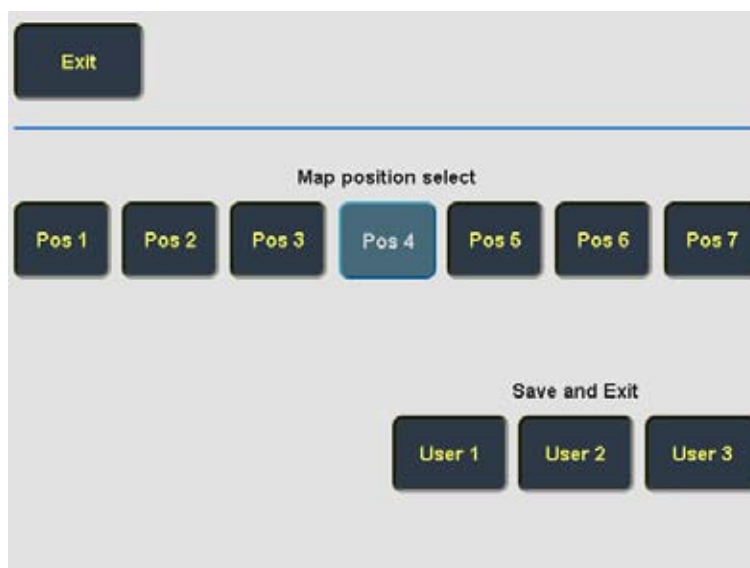 Exit
Map position select
Pos 1 Pos 2 Pos 3 Pos 4 Pos 5 Pos 6 Pos 7
Save and Exit
User 1 User 2 User 3